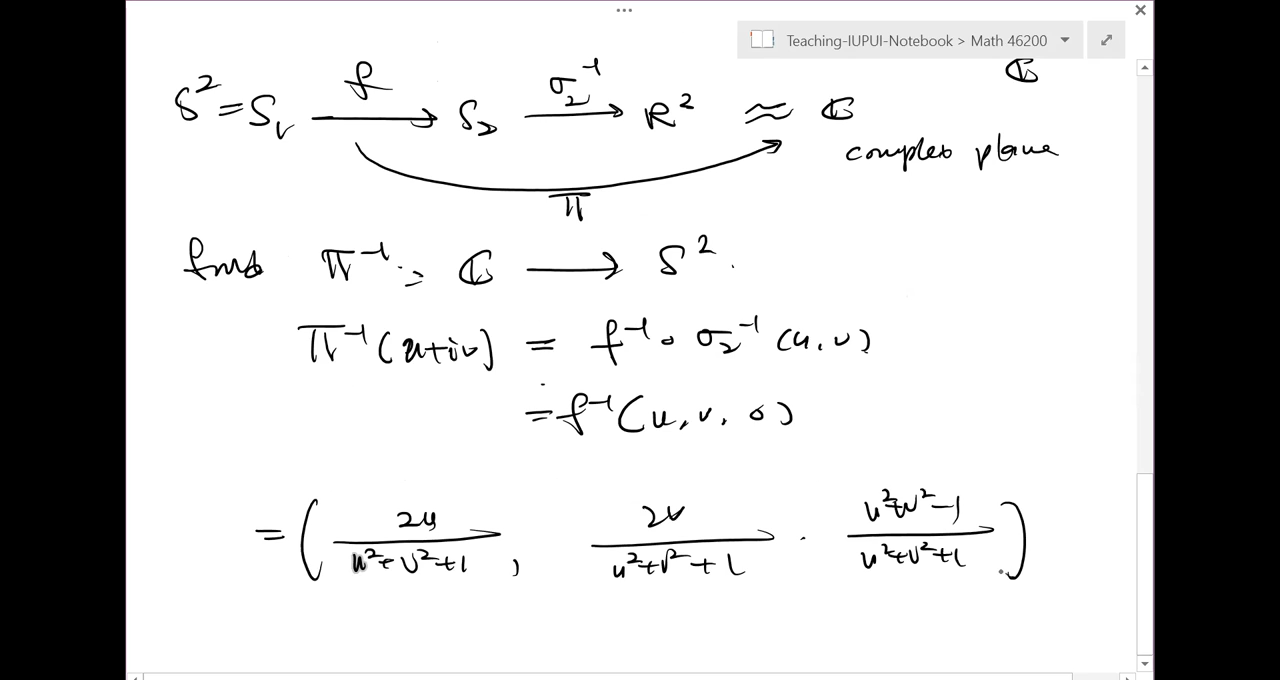 Teaching-IUPUI-Notebook > Math 46200
ℂ
S² = S₁ —f→ S₂ —σ₂⁻¹→ R² ≈ ℂ
complex plane
π
find π⁻¹ : ℂ → S².
π⁻¹(u+iv) = f⁻¹ ∘ σ₂⁻¹ (u, v)
= f⁻¹(u, v, 0)
= ( 2u / (u²+v²+1) , 2v / (u²+v²+1) . (u²+v²-1) / (u²+v²+1) )